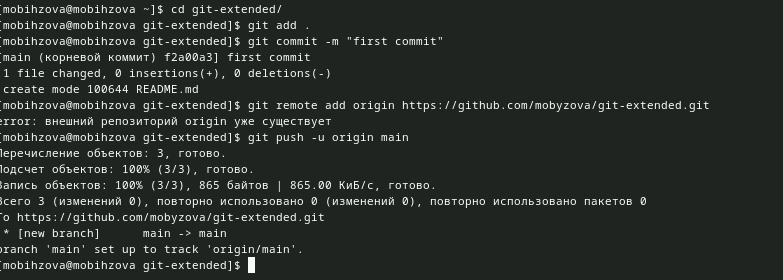 [mobihzova@mobihzova ~]$ cd git-extended/
[mobihzova@mobihzova git-extended]$ git add .
[mobihzova@mobihzova git-extended]$ git commit -m "first commit"
[main (корневой коммит) f2a00a3] first commit
1 file changed, 0 insertions(+), 0 deletions(-)
create mode 100644 README.md
[mobihzova@mobihzova git-extended]$ git remote add origin https://github.com/mobyzova/git-extended.git
error: внешний репозиторий origin уже существует
[mobihzova@mobihzova git-extended]$ git push -u origin main
Перечисление объектов: 3, готово.
Подсчет объектов: 100% (3/3), готово.
Запись объектов: 100% (3/3), 865 байтов | 865.00 КиБ/с, готово.
Всего 3 (изменений 0), повторно использовано 0 (изменений 0), повторно использовано пакетов 0
To https://github.com/mobyzova/git-extended.git
* [new branch]      main -> main
branch 'main' set up to track 'origin/main'.
[mobihzova@mobihzova git-extended]$